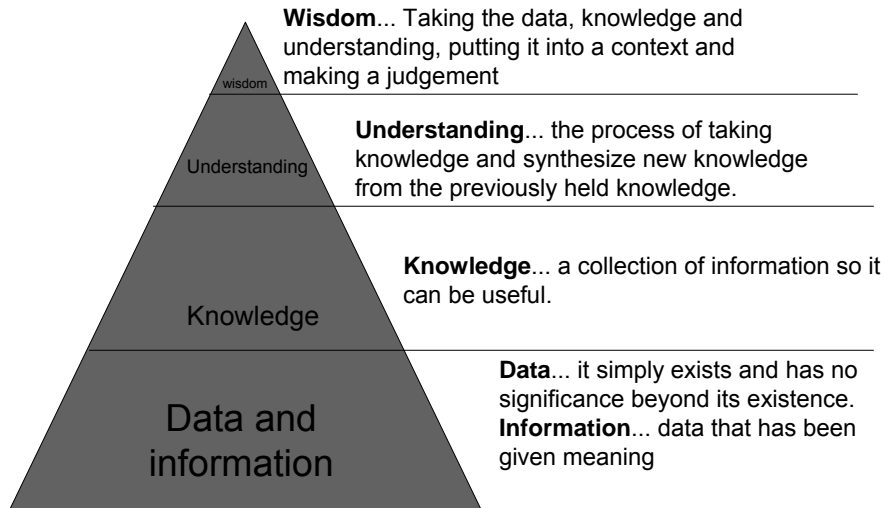 Wisdom... Taking the data, knowledge and
understanding, putting it into a context and
making a judgement
wisdom
Understanding... the process of taking
knowledge and synthesize new knowledge
from the previously held knowledge.
Understanding
Knowledge... a collection of information so it
can be useful.
Knowledge
Data... it simply exists and has no
significance beyond its existence.
Information... data that has been
given meaning
Data and
information